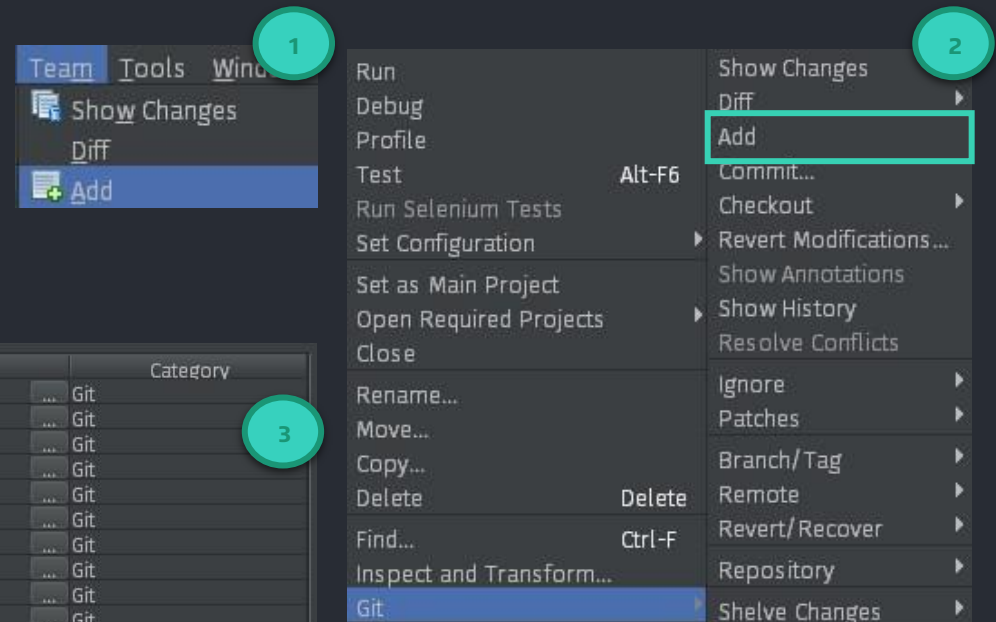 1
Team Tools Wind
Show Changes
Diff
Add
2
Run
Debug
Profile
Test Alt-F6
Run Selenium Tests
Set Configuration
Set as Main Project
Open Required Projects
Close
Rename...
Move...
Copy...
Delete Delete
Find... Ctrl-F
Inspect and Transform...
Git
Show Changes
Diff
Add
Commit...
Checkout
Revert Modifications...
Show Annotations
Show History
Resolve Conflicts
Ignore
Patches
Branch/Tag
Remote
Revert/Recover
Repository
Shelve Changes
3
Category
... Git
... Git
... Git
... Git
... Git
... Git
... Git
... Git
... Git
... Git